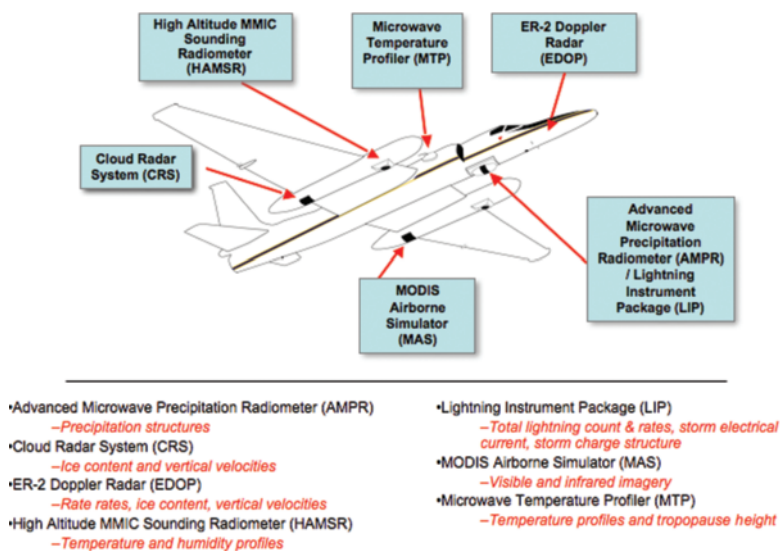 High Altitude MMIC
Sounding
Radiometer
(HAMSR)
Microwave
Temperature
Profiler (MTP)
ER-2 Doppler
Radar
(EDOP)
Cloud Radar
System (CRS)
Advanced
Microwave
Precipitation
Radiometer (AMPR)
/ Lightning
Instrument
Package (LIP)
MODIS
Airborne
Simulator
(MAS)
•Advanced Microwave Precipitation Radiometer (AMPR)
–Precipitation structures
•Cloud Radar System (CRS)
–Ice content and vertical velocities
•ER-2 Doppler Radar (EDOP)
–Rate rates, ice content, vertical velocities
•High Altitude MMIC Sounding Radiometer (HAMSR)
–Temperature and humidity profiles
•Lightning Instrument Package (LIP)
–Total lightning count & rates, storm electrical
current, storm charge structure
•MODIS Airborne Simulator (MAS)
–Visible and infrared imagery
•Microwave Temperature Profiler (MTP)
–Temperature profiles and tropopause height